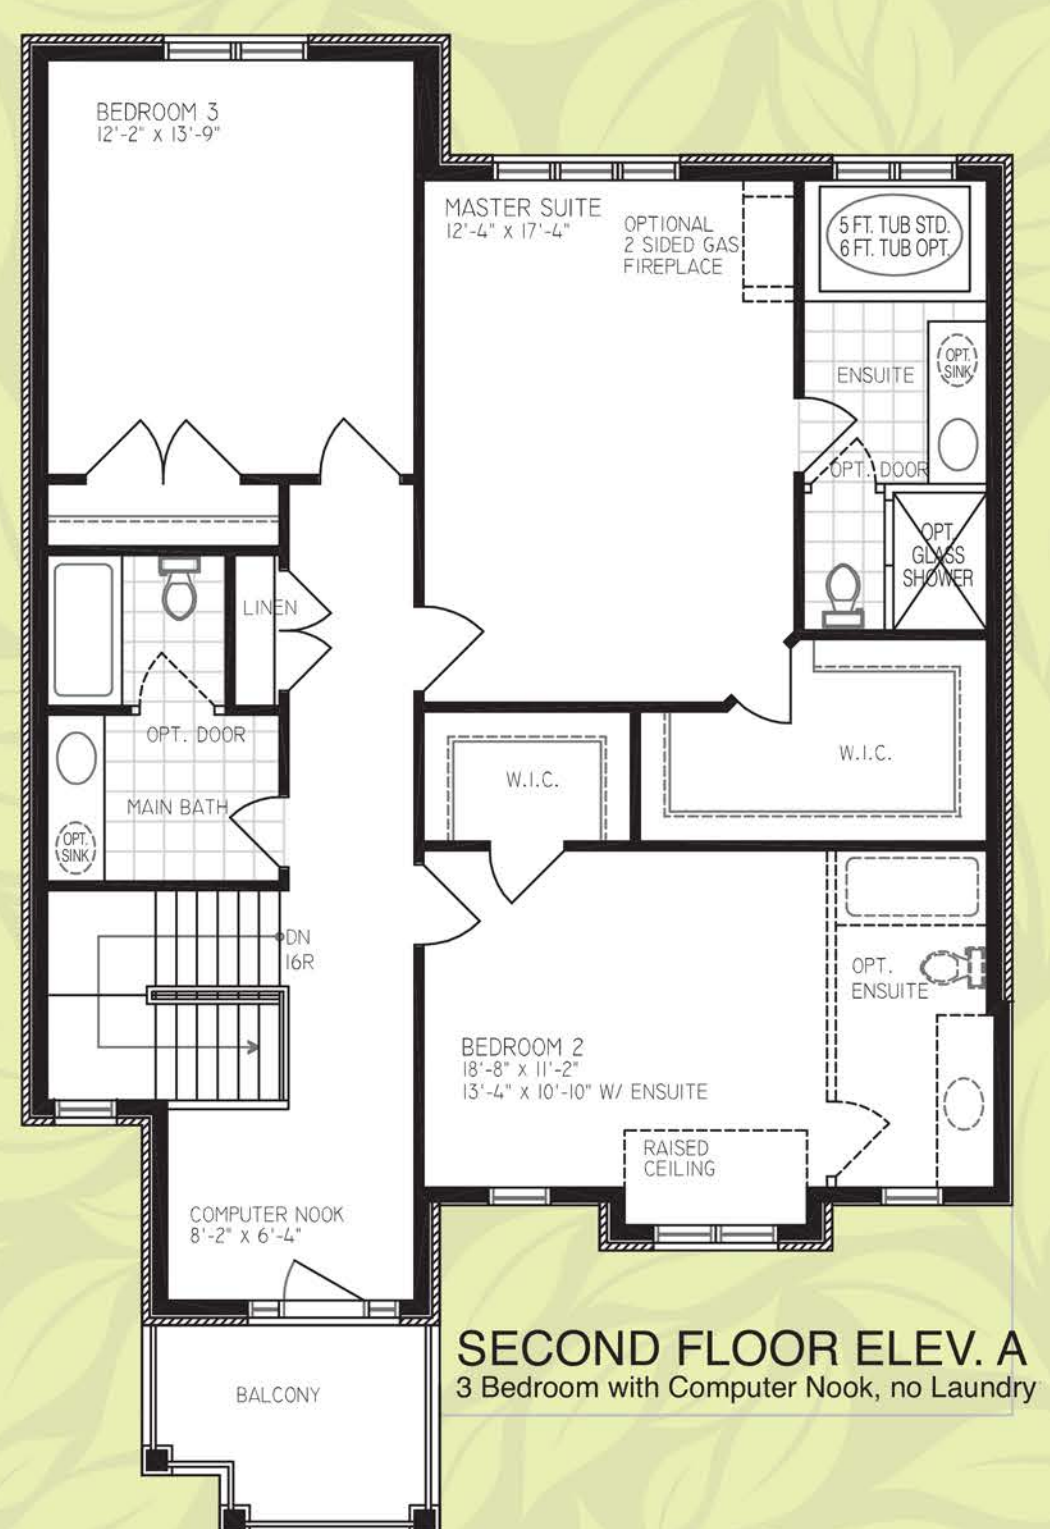 BEDROOM 3
12'-2" X 13'-9"
MASTER SUITE
12'-4" X 17'-4"
OPTIONAL
2 SIDED GAS
FIREPLACE
5 FT. TUB STD.
6 FT. TUB OPT.
ENSUITE
OPT.
SINK
OPT. DOOR
OPT.
GLASS
SHOWER
LINEN
OPT. DOOR
MAIN BATH
OPT.
SINK
W.I.C.
W.I.C.
DN
16R
OPT.
ENSUITE
BEDROOM 2
18'-8" X 11'-2"
13'-4" X 10'-10" W/ ENSUITE
RAISED
CEILING
COMPUTER NOOK
8'-2" X 6'-4"
BALCONY
SECOND FLOOR ELEV. A
3 Bedroom with Computer Nook, no Laundry